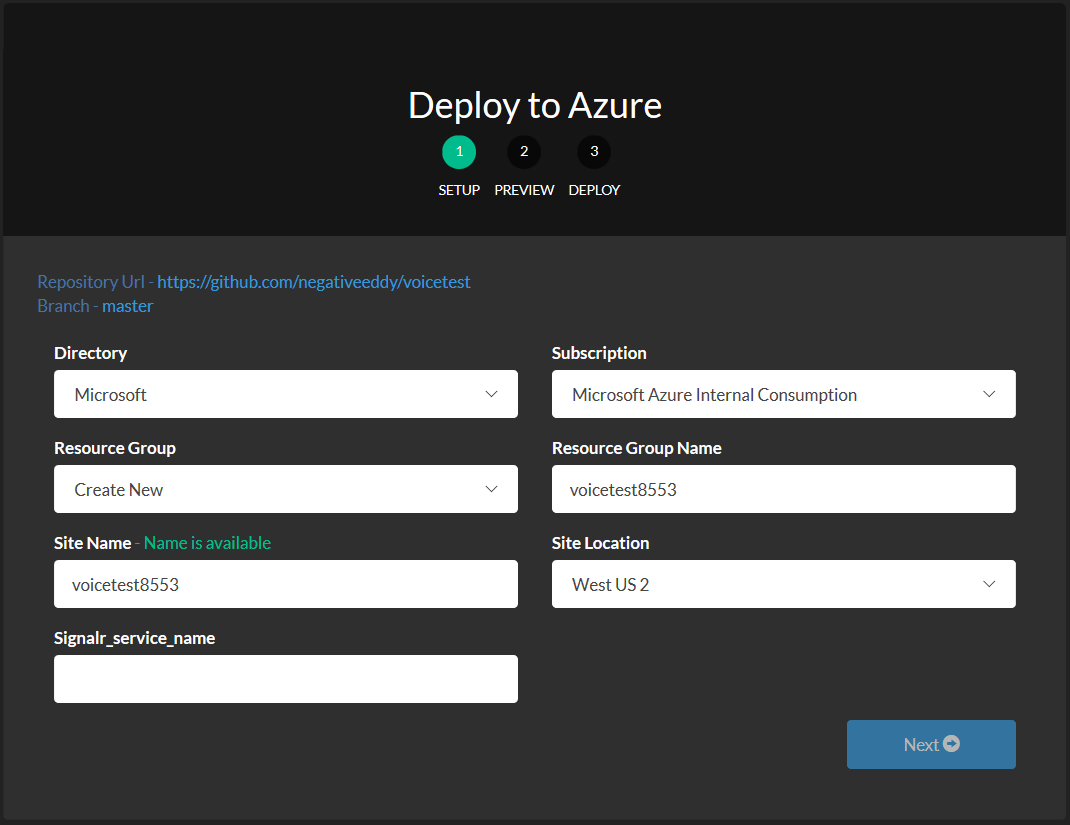 Deploy to Azure
1 2 3
SETUP PREVIEW DEPLOY
Repository Url - https://github.com/negativeeddy/voicetest
Branch - master
Directory Subscription
Microsoft Microsoft Azure Internal Consumption
Resource Group Resource Group Name
Create New voicetest8553
Site Name - Name is available Site Location
voicetest8553 West US 2
Signalr_service_name
Next